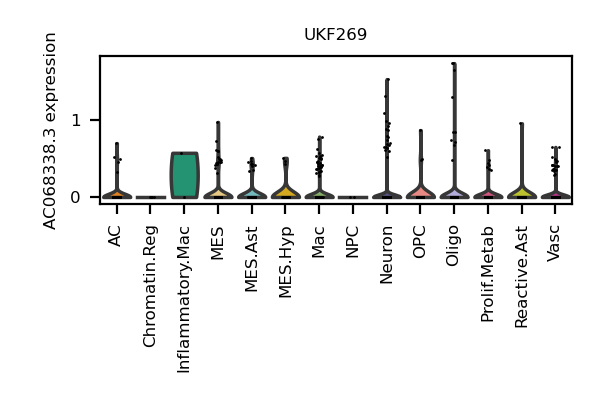 UKF269
AC068338.3 expression
1
0
AC
Chromatin.Reg
Inflammatory.Mac
MES
MES.Ast
MES.Hyp
Mac
NPC
Neuron
OPC
Oligo
Prolif.Metab
Reactive.Ast
Vasc